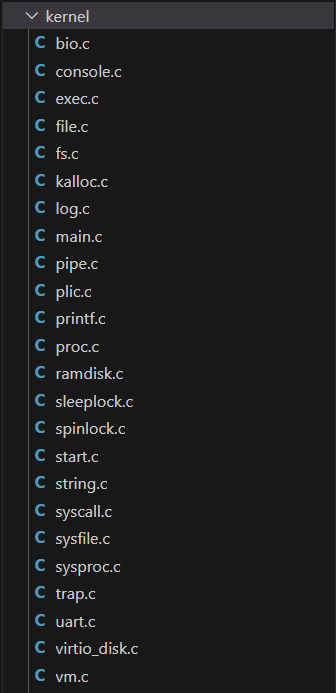 kernel
C bio.c
C console.c
C exec.c
C file.c
C fs.c
C kalloc.c
C log.c
C main.c
C pipe.c
C plic.c
C printf.c
C proc.c
C ramdisk.c
C sleeplock.c
C spinlock.c
C start.c
C string.c
C syscall.c
C sysfile.c
C sysproc.c
C trap.c
C uart.c
C virtio_disk.c
C vm.c